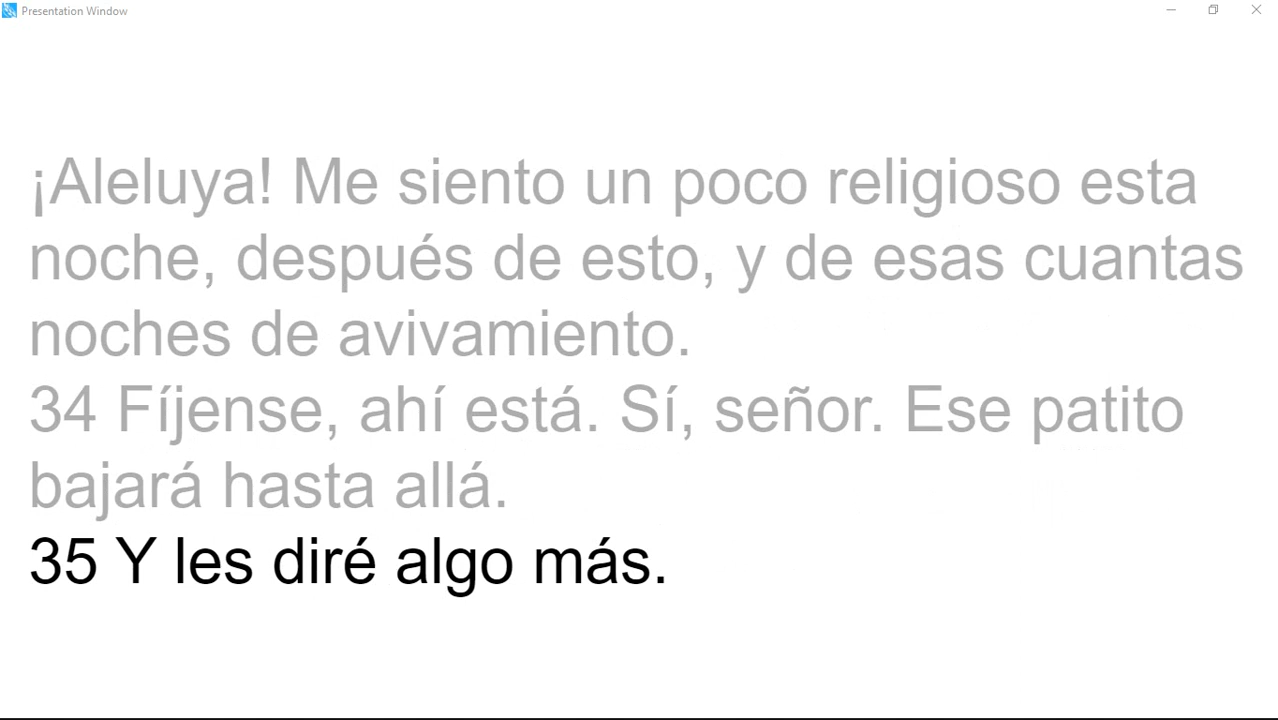 Presentation Window
¡Aleluya! Me siento un poco religioso esta
noche, después de esto, y de esas cuantas
noches de avivamiento.
34 Fíjense, ahí está. Sí, señor. Ese patito
bajará hasta allá.
35 Y les diré algo más.